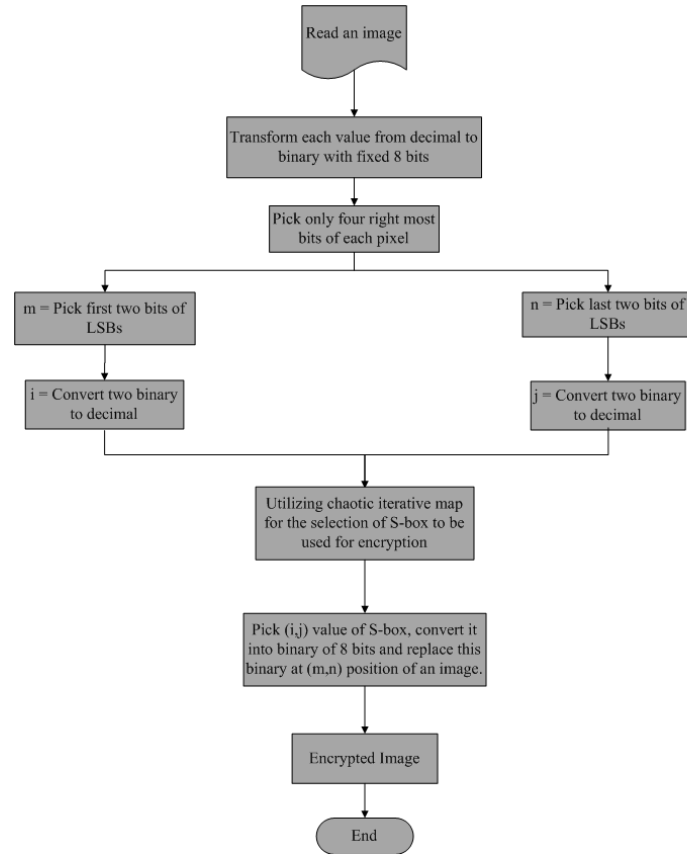 Read an image
Transform each value from decimal to
binary with fixed 8 bits
Pick only four right most
bits of each pixel
m = Pick first two bits of
LSBs
n = Pick last two bits of
LSBs
i = Convert two binary
to decimal
j = Convert two binary
to decimal
Utilizing chaotic iterative map
for the selection of S-box to be
used for encryption
Pick (i,j) value of S-box, convert it
into binary of 8 bits and replace this
binary at (m,n) position of an image.
Encrypted Image
End